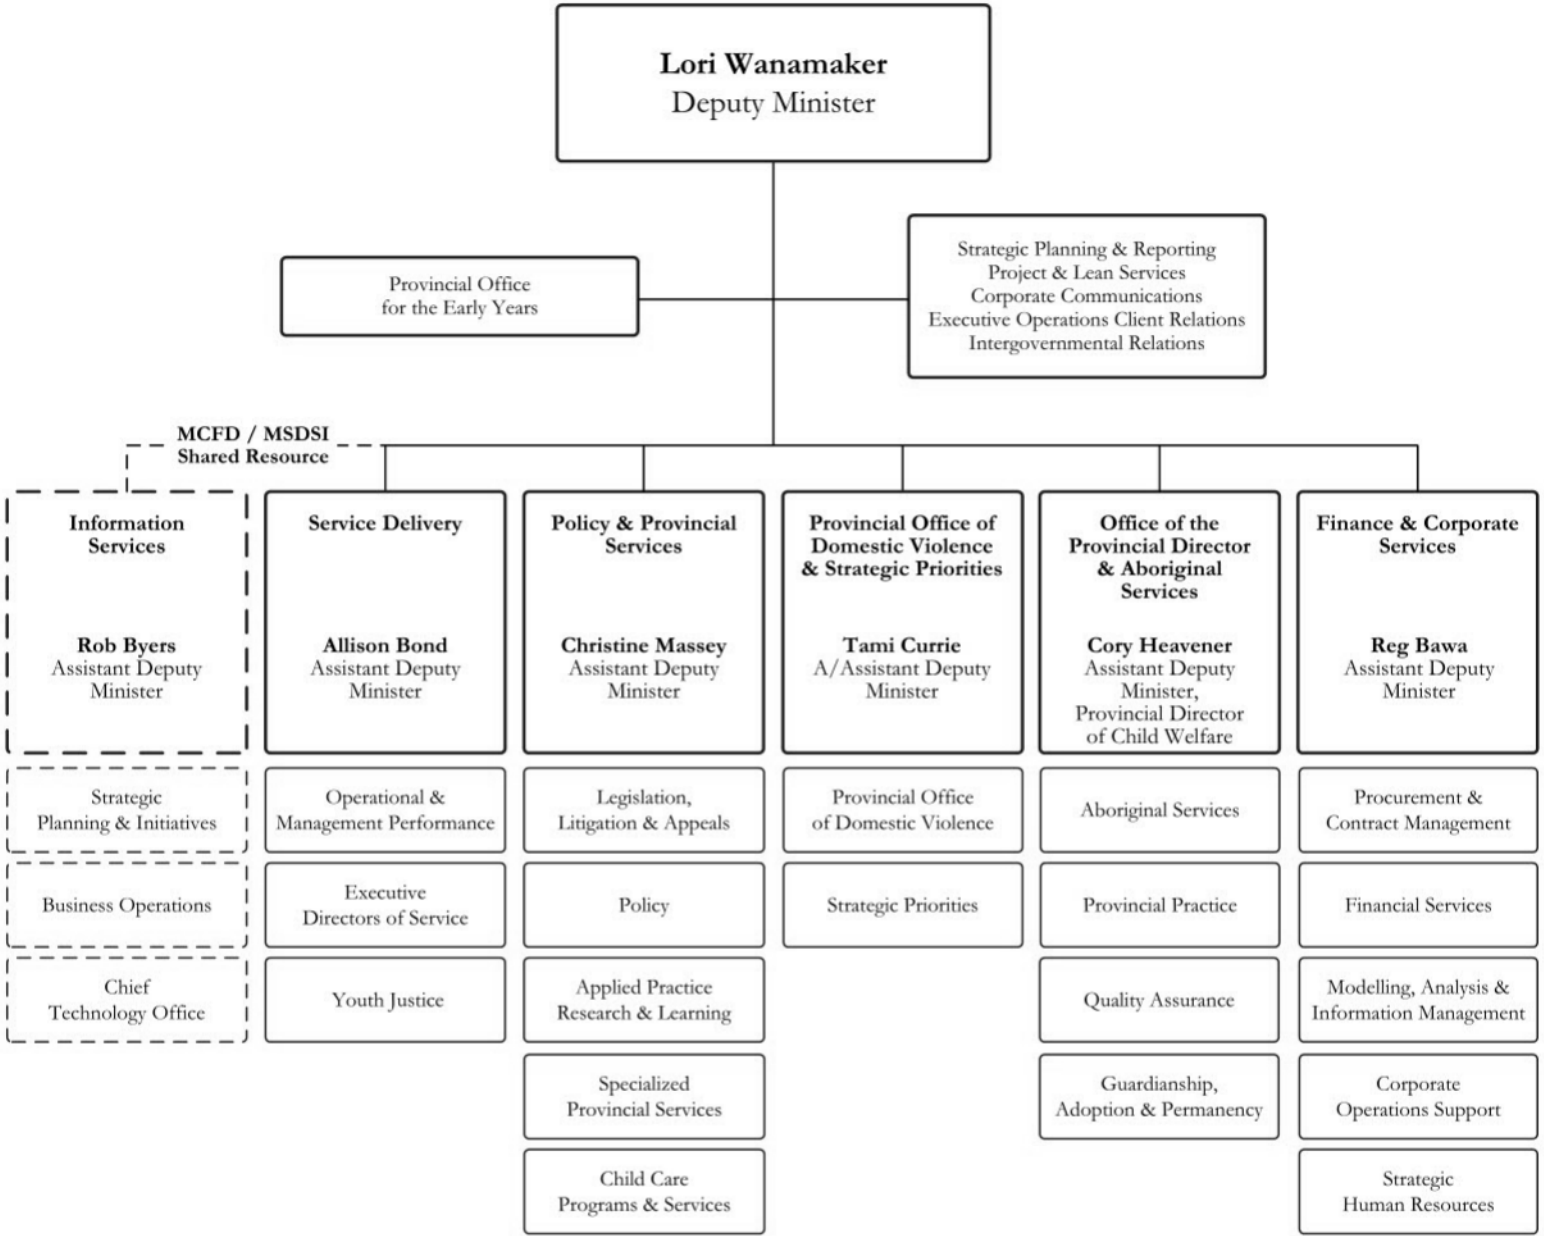 Lori Wanamaker
Deputy Minister
Provincial Office
for the Early Years
Strategic Planning & Reporting
Project & Lean Services
Corporate Communications
Executive Operations Client Relations
Intergovernmental Relations
MCFD / MSDSI
Shared Resource
Information
Services
Rob Byers
Assistant Deputy
Minister
Strategic
Planning & Initiatives
Business Operations
Chief
Technology Office
Service Delivery
Allison Bond
Assistant Deputy
Minister
Operational &
Management Performance
Executive
Directors of Service
Youth Justice
Policy & Provincial
Services
Christine Massey
Assistant Deputy
Minister
Legislation,
Litigation & Appeals
Policy
Applied Practice
Research & Learning
Specialized
Provincial Services
Child Care
Programs & Services
Provincial Office of
Domestic Violence
& Strategic Priorities
Tami Currie
A/Assistant Deputy
Minister
Provincial Office
of Domestic Violence
Strategic Priorities
Office of the
Provincial Director
& Aboriginal
Services
Cory Heavener
Assistant Deputy
Minister,
Provincial Director
of Child Welfare
Aboriginal Services
Provincial Practice
Quality Assurance
Guardianship,
Adoption & Permanency
Finance & Corporate
Services
Reg Bawa
Assistant Deputy
Minister
Procurement &
Contract Management
Financial Services
Modelling, Analysis &
Information Management
Corporate
Operations Support
Strategic
Human Resources